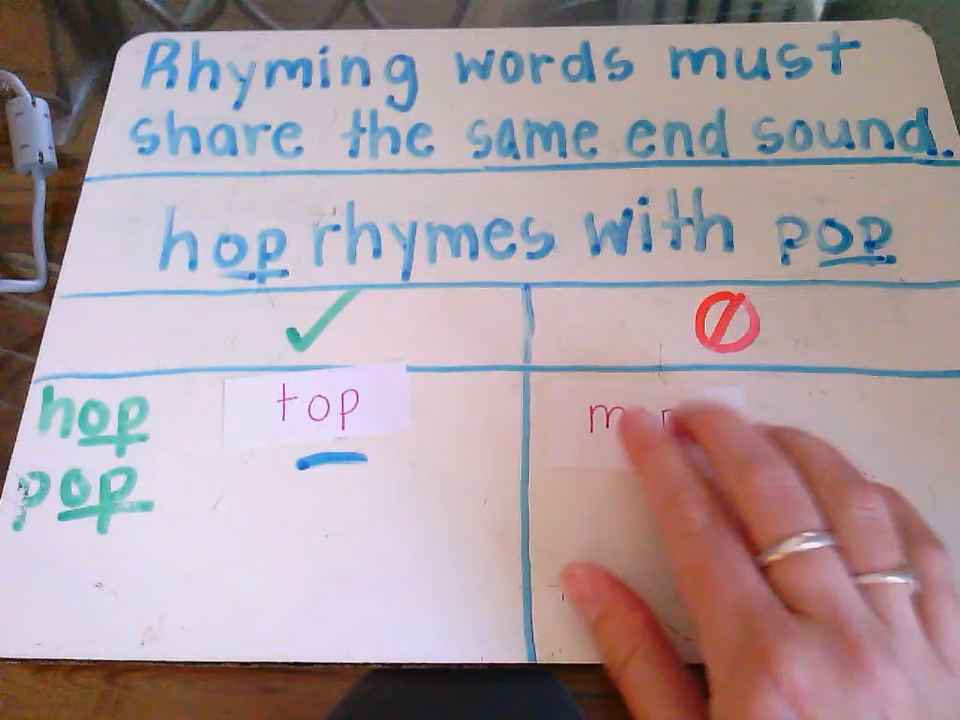 Rhyming words must
share the same end sound.
hop rhymes with pop
hop
top
pop